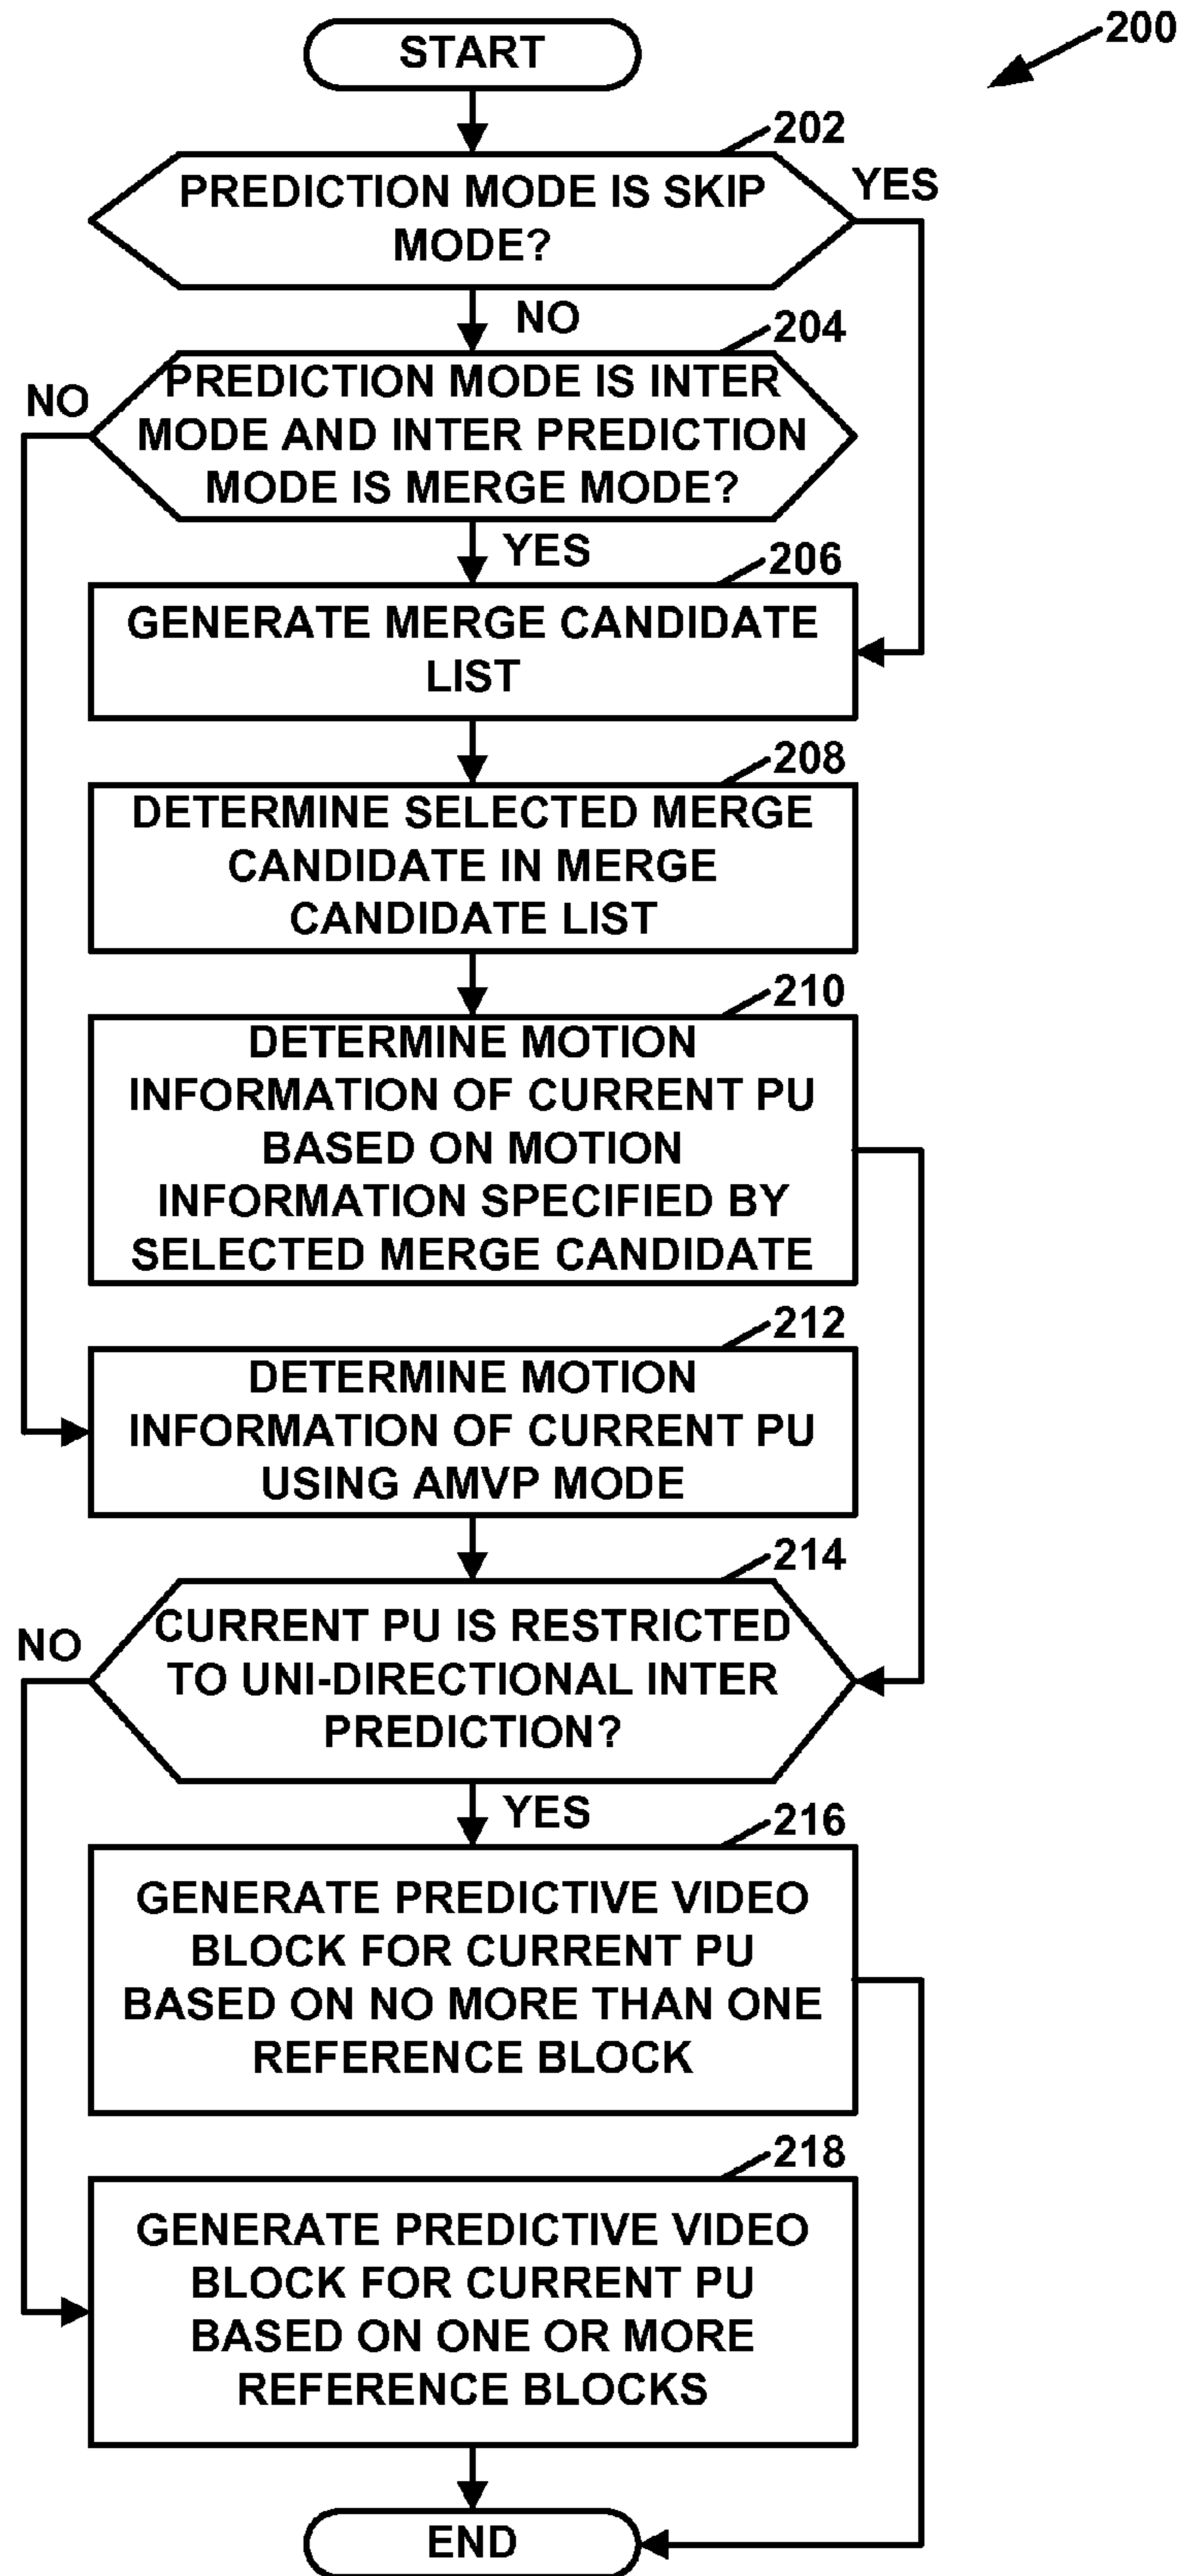 200
START
202
PREDICTION MODE IS SKIP
MODE?
YES
NO
204
PREDICTION MODE IS INTER
MODE AND INTER PREDICTION
MODE IS MERGE MODE?
NO
YES
206
GENERATE MERGE CANDIDATE
LIST
208
DETERMINE SELECTED MERGE
CANDIDATE IN MERGE
CANDIDATE LIST
210
DETERMINE MOTION
INFORMATION OF CURRENT PU
BASED ON MOTION
INFORMATION SPECIFIED BY
SELECTED MERGE CANDIDATE
212
DETERMINE MOTION
INFORMATION OF CURRENT PU
USING AMVP MODE
214
CURRENT PU IS RESTRICTED
TO UNI-DIRECTIONAL INTER
PREDICTION?
NO
YES
216
GENERATE PREDICTIVE VIDEO
BLOCK FOR CURRENT PU
BASED ON NO MORE THAN ONE
REFERENCE BLOCK
218
GENERATE PREDICTIVE VIDEO
BLOCK FOR CURRENT PU
BASED ON ONE OR MORE
REFERENCE BLOCKS
END